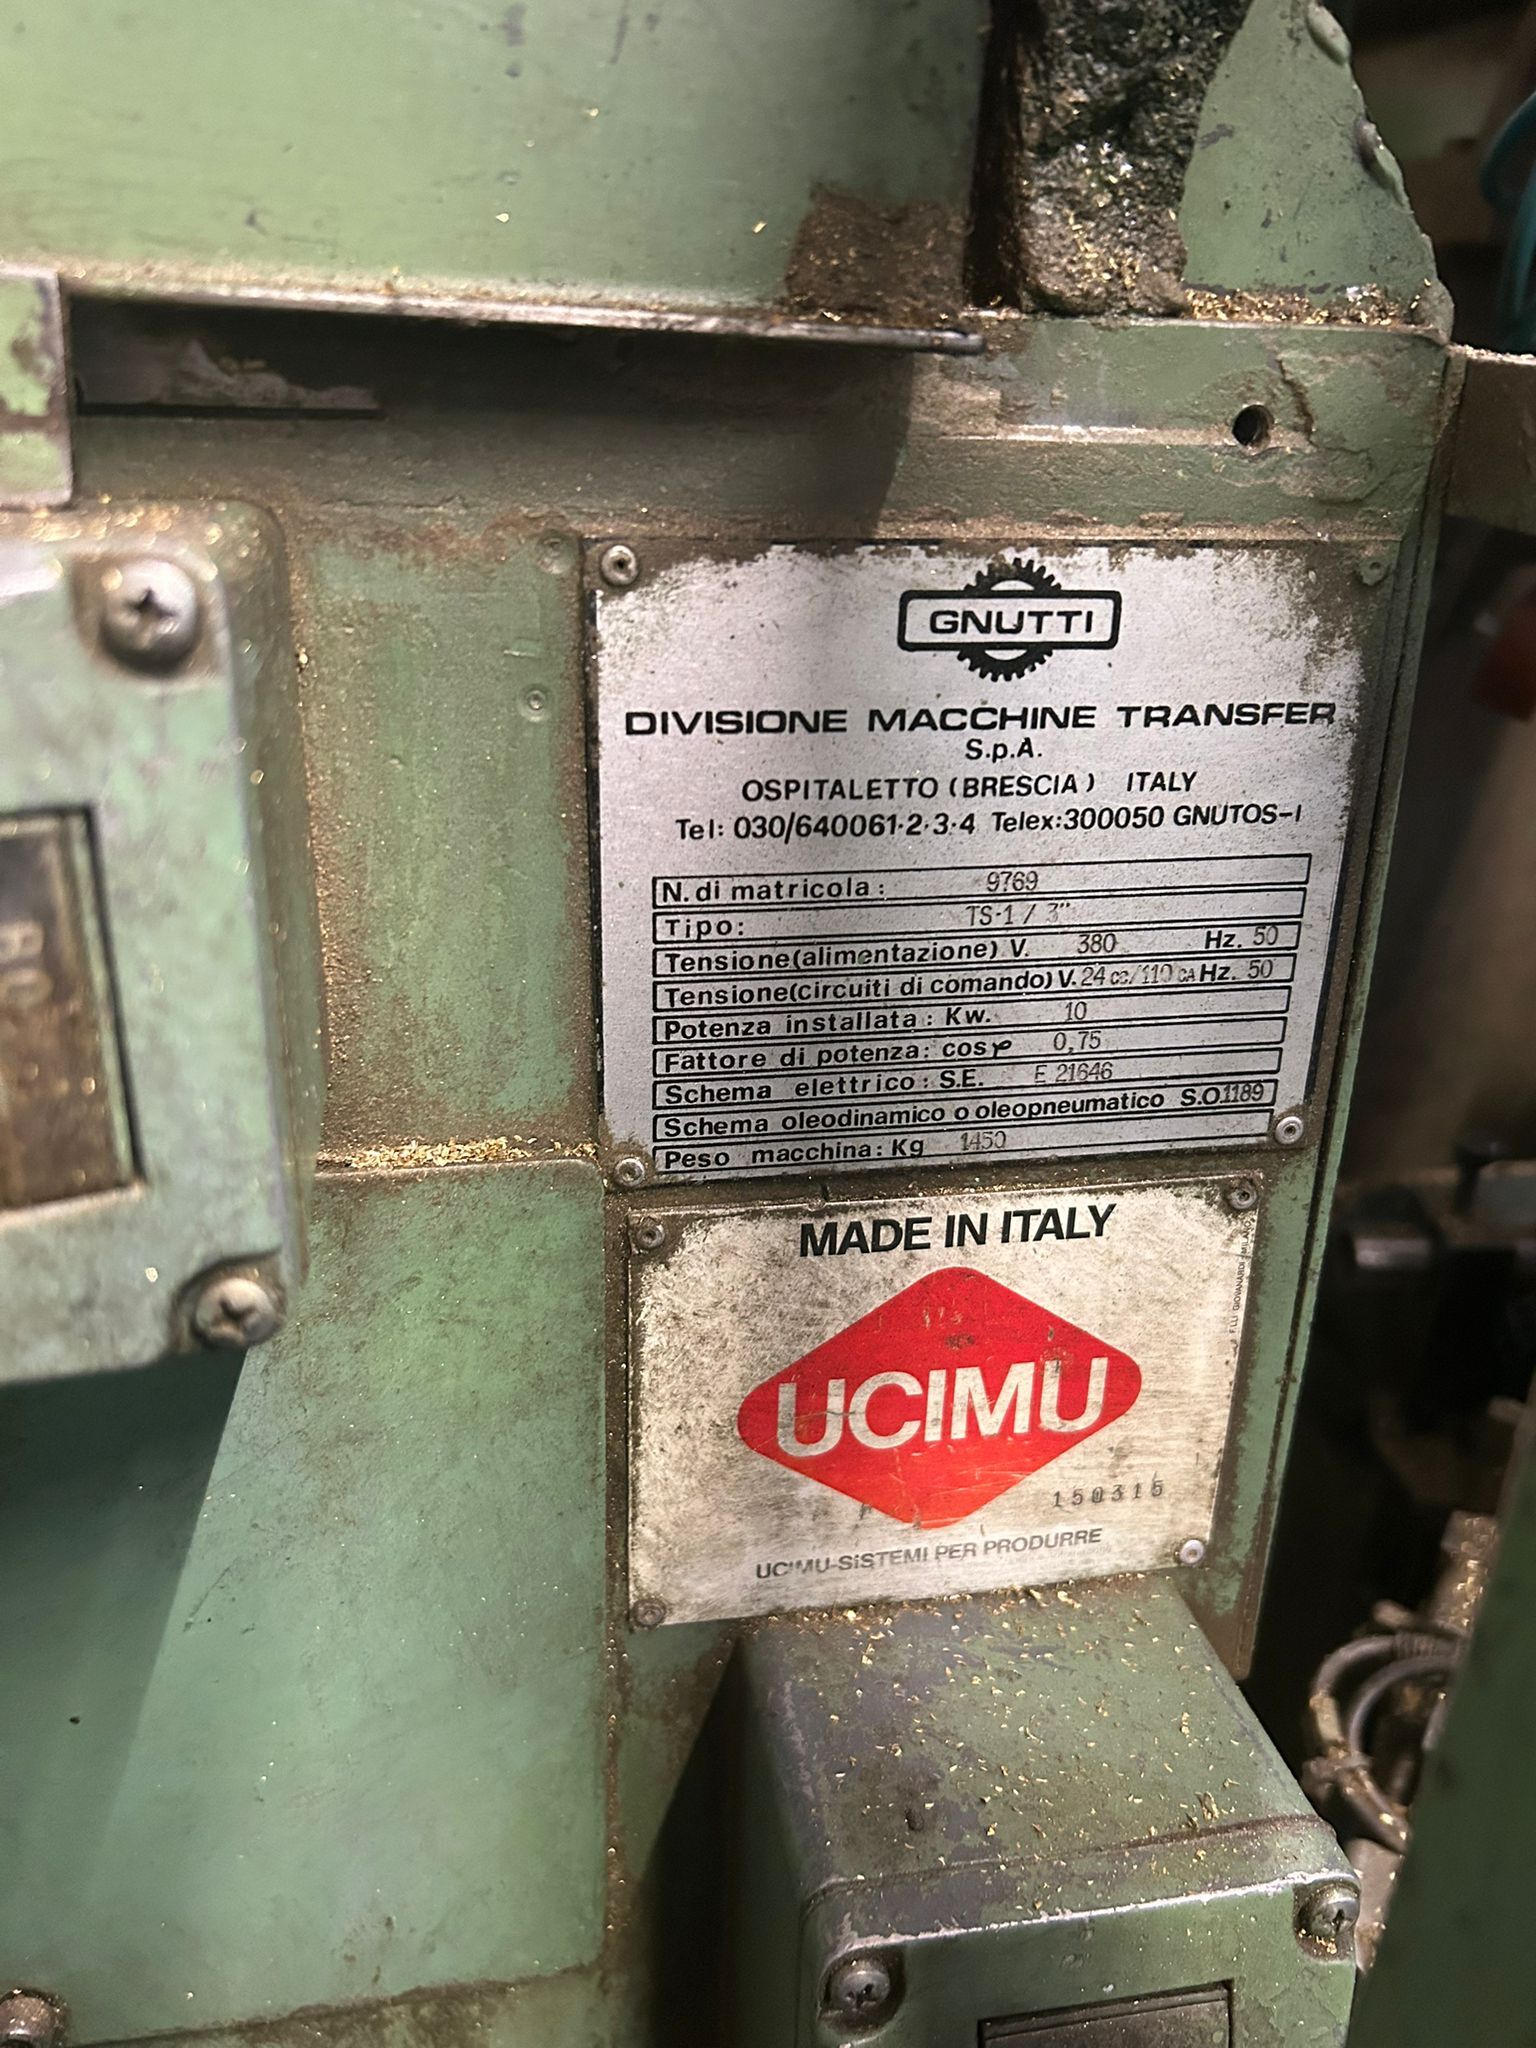 GNUTTI
DIVISIONE MACCHINE TRANSFER
S.p.A.
OSPITALETTO (BRESCIA) ITALY
Tel: 030/640061·2·3·4 Telex:300050 GNUTOS-I
N. di matricola: 9769
Tipo: TS-1 / 3"
Tensione(alimentazione) V. 380 Hz. 50
Tensione(circuiti di comando) V. 24 cc/110 CA Hz. 50
Potenza installata: Kw. 10
Fattore di potenza: cosφ 0,75
Schema elettrico: S.E. E 21646
Schema oleodinamico o oleopneumatico S.O.1189
Peso macchina: Kg 1450
MADE IN ITALY
F.LLI GIOVANARDI - MILA
UCIMU
150315
UCIMU-SISTEMI PER PRODURRE